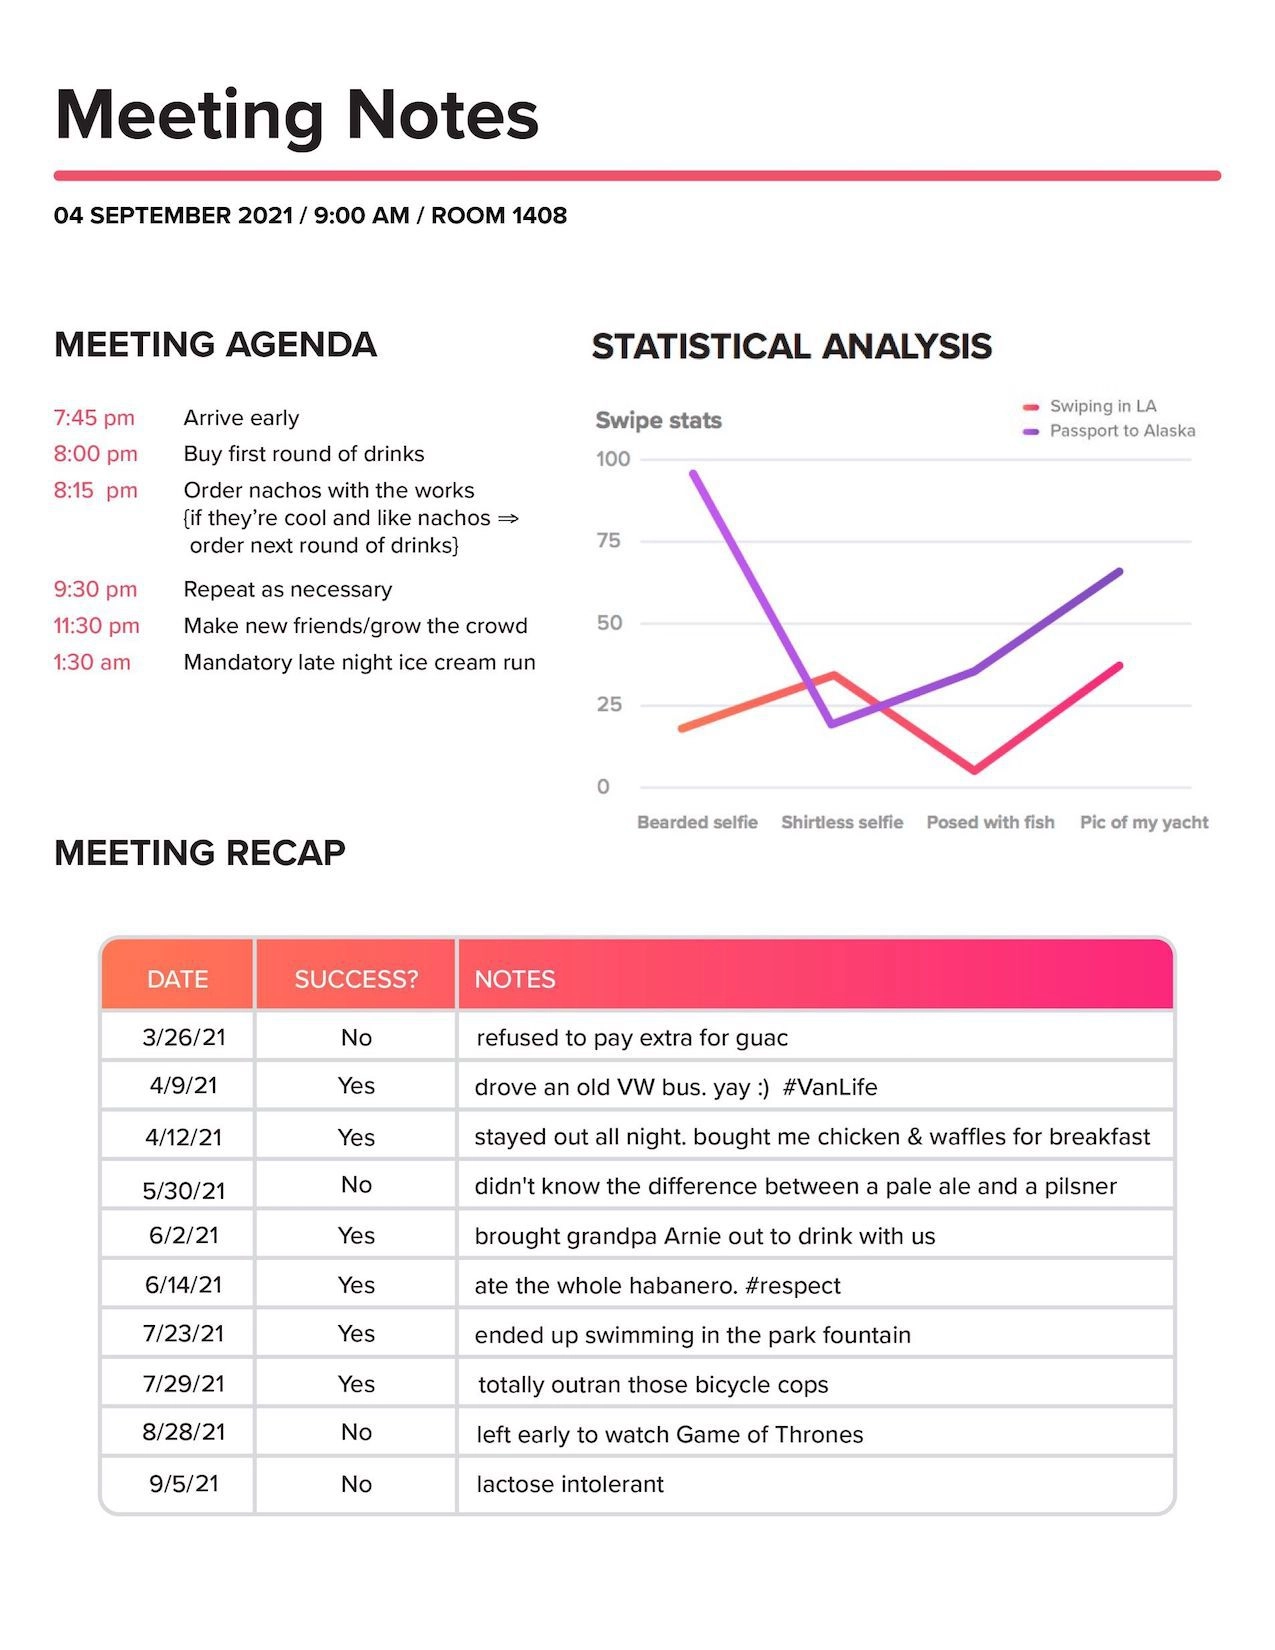 Meeting Notes
04 SEPTEMBER 2021 / 9:00 AM / ROOM 1408
MEETING AGENDA
7:45 pm Arrive early
8:00 pm Buy first round of drinks
8:15 pm Order nachos with the works
{if they’re cool and like nachos ⇒
order next round of drinks}
9:30 pm Repeat as necessary
11:30 pm Make new friends/grow the crowd
1:30 am Mandatory late night ice cream run
STATISTICAL ANALYSIS
Swipe stats
Swiping in LA
Passport to Alaska
100
75
50
25
0
Bearded selfie Shirtless selfie Posed with fish Pic of my yacht
MEETING RECAP
DATE SUCCESS? NOTES
3/26/21 No refused to pay extra for guac
4/9/21 Yes drove an old VW bus. yay :) #VanLife
4/12/21 Yes stayed out all night. bought me chicken & waffles for breakfast
5/30/21 No didn't know the difference between a pale ale and a pilsner
6/2/21 Yes brought grandpa Arnie out to drink with us
6/14/21 Yes ate the whole habanero. #respect
7/23/21 Yes ended up swimming in the park fountain
7/29/21 Yes totally outran those bicycle cops
8/28/21 No left early to watch Game of Thrones
9/5/21 No lactose intolerant